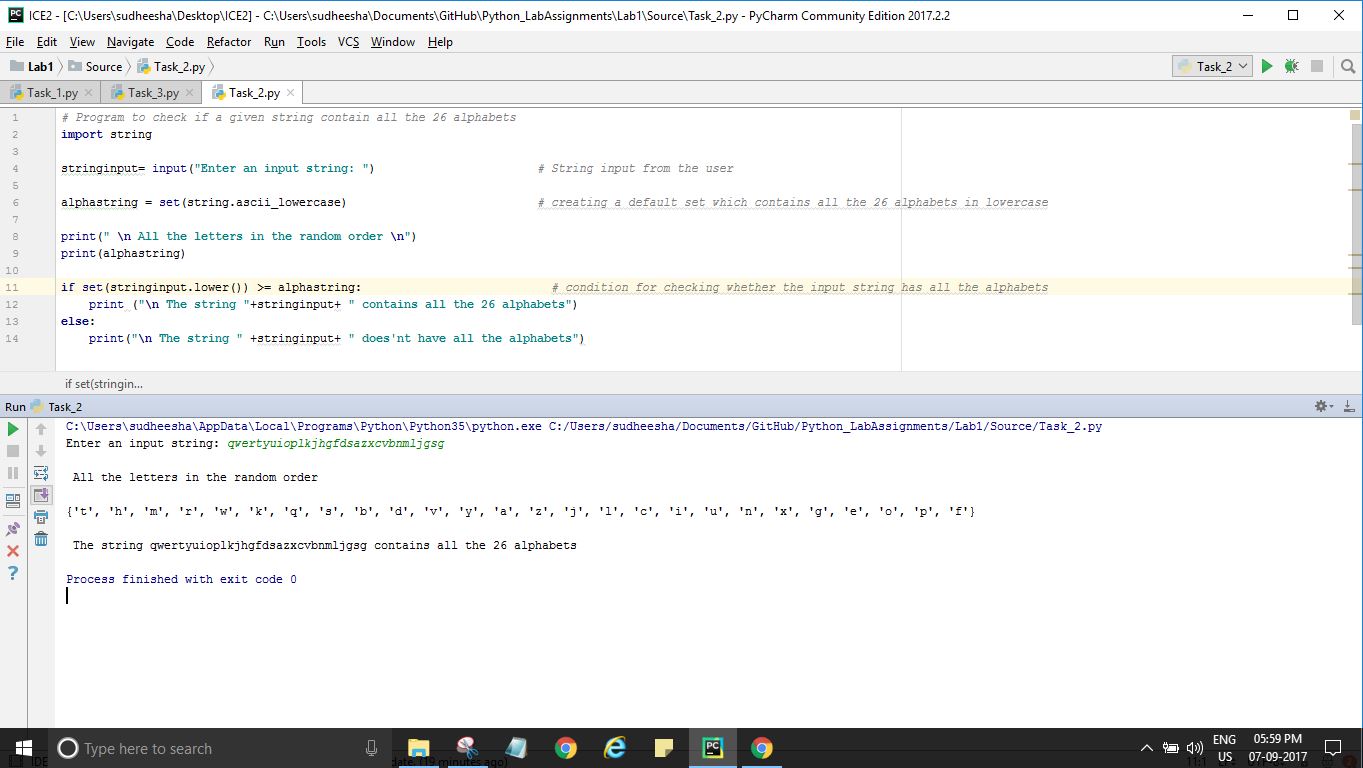 ICE2 - [C:\Users\sudheesha\Desktop\ICE2] - C:\Users\sudheesha\Documents\GitHub\Python_LabAssignments\Lab1\Source\Task_2.py - PyCharm Community Edition 2017.2.2
File Edit View Navigate Code Refactor Run Tools VCS Window Help
Lab1 Source Task_2.py Task_2
Task_1.py Task_3.py Task_2.py
1 # Program to check if a given string contain all the 26 alphabets
2 import string
3
4 stringinput= input("Enter an input string: ") # String input from the user
5
6 alphastring = set(string.ascii_lowercase) # creating a default set which contains all the 26 alphabets in lowercase
7
8 print(" \n All the letters in the random order \n")
9 print(alphastring)
10
11 if set(stringinput.lower()) >= alphastring: # condition for checking whether the input string has all the alphabets
12 print ("\n The string "+stringinput+ " contains all the 26 alphabets")
13 else:
14 print("\n The string " +stringinput+ " does'nt have all the alphabets")
if set(stringin...
Run Task_2
C:\Users\sudheesha\AppData\Local\Programs\Python\Python35\python.exe C:/Users/sudheesha/Documents/GitHub/Python_LabAssignments/Lab1/Source/Task_2.py
Enter an input string: qwertyuioplkjhgfdsazxcvbnmljgsg
All the letters in the random order
{'t', 'h', 'm', 'r', 'w', 'k', 'q', 's', 'b', 'd', 'v', 'y', 'a', 'z', 'j', 'l', 'c', 'i', 'u', 'n', 'x', 'g', 'e', 'o', 'p', 'f'}
The string qwertyuioplkjhgfdsazxcvbnmljgsg contains all the 26 alphabets
Process finished with exit code 0
Type here to search
ENG 05:59 PM
US 07-09-2017
date. (19 minutes ago) 11:1